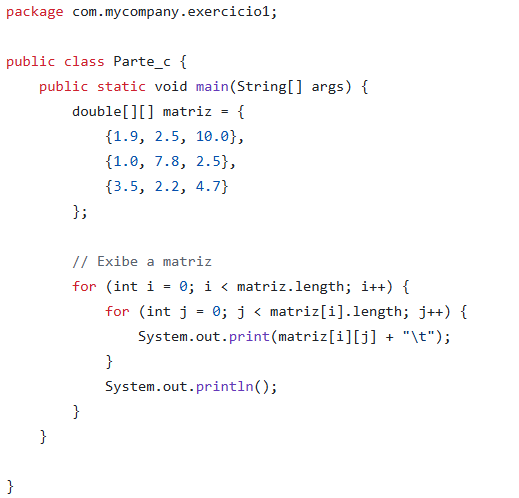 package com.mycompany.exercicio1;
public class Parte_c {
public static void main(String[] args) {
double[][] matriz = {
{1.9, 2.5, 10.0},
{1.0, 7.8, 2.5},
{3.5, 2.2, 4.7}
};
// Exibe a matriz
for (int i = 0; i < matriz.length; i++) {
for (int j = 0; j < matriz[i].length; j++) {
System.out.print(matriz[i][j] + "\t");
}
System.out.println();
}
}
}